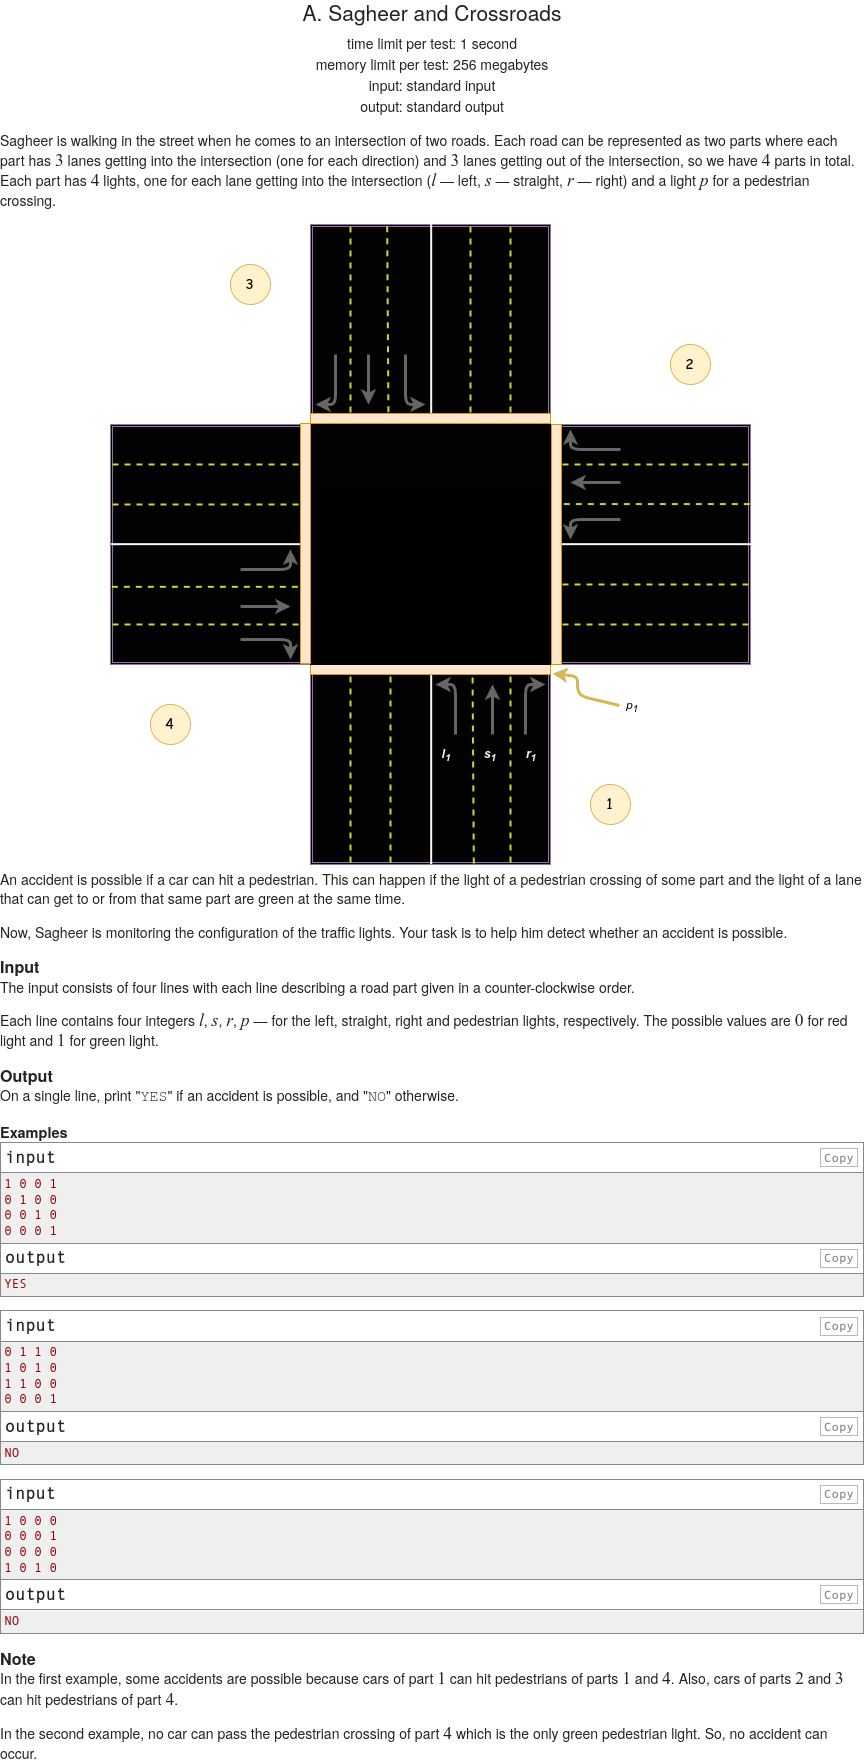 A. Sagheer and Crossroads
time limit per test: 1 second
memory limit per test: 256 megabytes
input: standard input
output: standard output
Sagheer is walking in the street when he comes to an intersection of two roads. Each road can be represented as two parts where each
part has 3 lanes getting into the intersection (one for each direction) and 3 lanes getting out of the intersection, so we have 4 parts in total.
Each part has 4 lights, one for each lane getting into the intersection (l — left, s — straight, r — right) and a light p for a pedestrian
crossing.
3
2
4
1
l1
s1
r1
p1
An accident is possible if a car can hit a pedestrian. This can happen if the light of a pedestrian crossing of some part and the light of a lane
that can get to or from that same part are green at the same time.
Now, Sagheer is monitoring the configuration of the traffic lights. Your task is to help him detect whether an accident is possible.
Input
The input consists of four lines with each line describing a road part given in a counter-clockwise order.
Each line contains four integers l, s, r, p — for the left, straight, right and pedestrian lights, respectively. The possible values are 0 for red
light and 1 for green light.
Output
On a single line, print "YES" if an accident is possible, and "NO" otherwise.
Examples
input Copy
1 0 0 1
0 1 0 0
0 0 1 0
0 0 0 1
output Copy
YES
input Copy
0 1 1 0
1 0 1 0
1 1 0 0
0 0 0 1
output Copy
NO
input Copy
1 0 0 0
0 0 0 1
0 0 0 0
1 0 1 0
output Copy
NO
Note
In the first example, some accidents are possible because cars of part 1 can hit pedestrians of parts 1 and 4. Also, cars of parts 2 and 3
can hit pedestrians of part 4.
In the second example, no car can pass the pedestrian crossing of part 4 which is the only green pedestrian light. So, no accident can
occur.